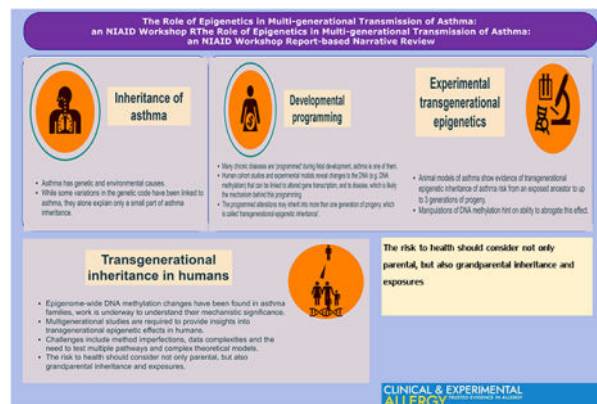 The Role of Epigenetics in Multi-generational Transmission of Asthma:
an NIAID Workshop RThe Role of Epigenetics in Multi-generational Transmission of Asthma:
an NIAID Workshop Report-based Narrative Review
Inheritance of
asthma
• Asthma has genetic and environmental causes.
• While some variations in the genetic code have been linked to
asthma, they alone explain only a small part of asthma
inheritance.
Developmental
programming
• Many chronic diseases are 'programmed' during fetal development, asthma is one of them.
• Human cohort studies and experimental models reveal changes to the DNA (e.g. DNA
methylation) that can be linked to altered gene transcription, and to disease, which is likely
the mechanism behind this programming
• The programmed alterations may inherit into more than one generation of progeny, which
is called 'transgenerational-epigenetic inheritance'.
Experimental
transgenerational
epigenetics
• Animal models of asthma show evidence of transgenerational
epigenetic inheritance of asthma risk from an exposed ancestor to up
to 3 generations of progeny.
• Manipulations of DNA methylation hint on ability to abrogate this effect.
Transgenerational
inheritance in humans
• Epigenome-wide DNA methylation changes have been found in asthma
families, work is underway to understand their mechanistic significance.
• Multigenerational studies are required to provide insights into
transgenerational epigenetic effects in humans.
• Challenges include method imperfections, data complexities and the
need to test multiple pathways and complex theoretical models.
• The risk to health should consider not only parental, but also
grandparental inheritance and exposures.
The risk to health should consider not only
parental, but also grandparental inheritance and
exposures
CLINICAL & EXPERIMENTAL
ALLERGY TRUSTED EVIDENCE IN ALLERGY